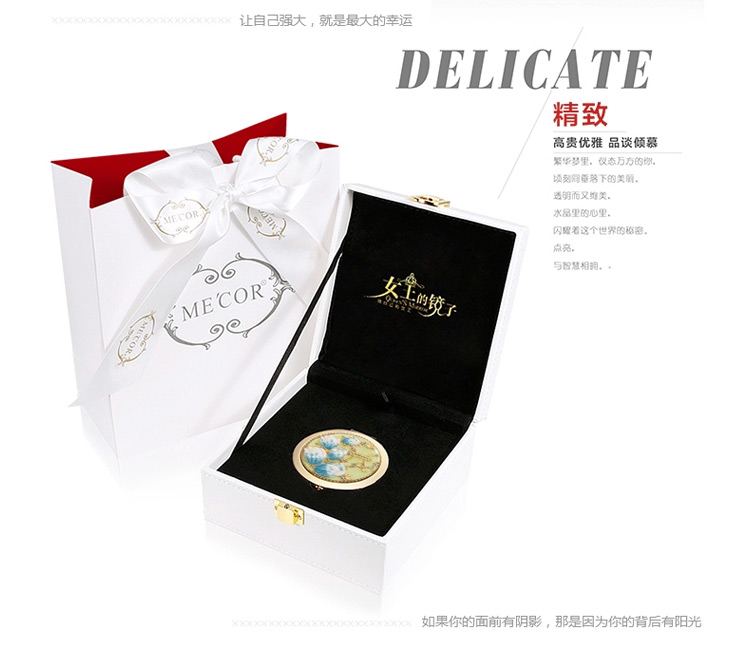 让自己强大，就是最大的幸运
DELICATE
精致
高贵优雅 品谈倾慕
繁华梦里。仪态万方的你。
顷刻间垂落下的美丽。
透明而又绚美。
水晶里的心里。
闪耀着这个世界的秘密。
点亮。
与智慧相拥。
ME'COR
ME'COR®
女王的镜子
如果你的面前有阴影，那是因为你的背后有阳光